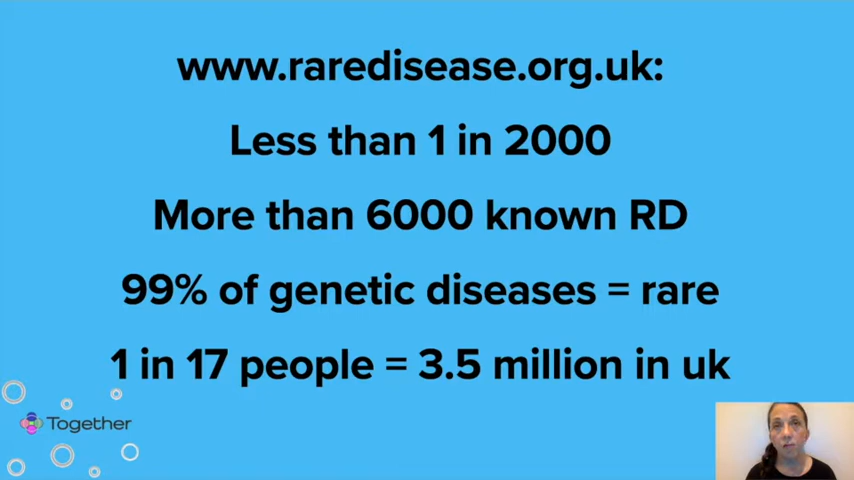 www.raredisease.org.uk:
Less than 1 in 2000
More than 6000 known RD
99% of genetic diseases = rare
1 in 17 people = 3.5 million in uk
Together